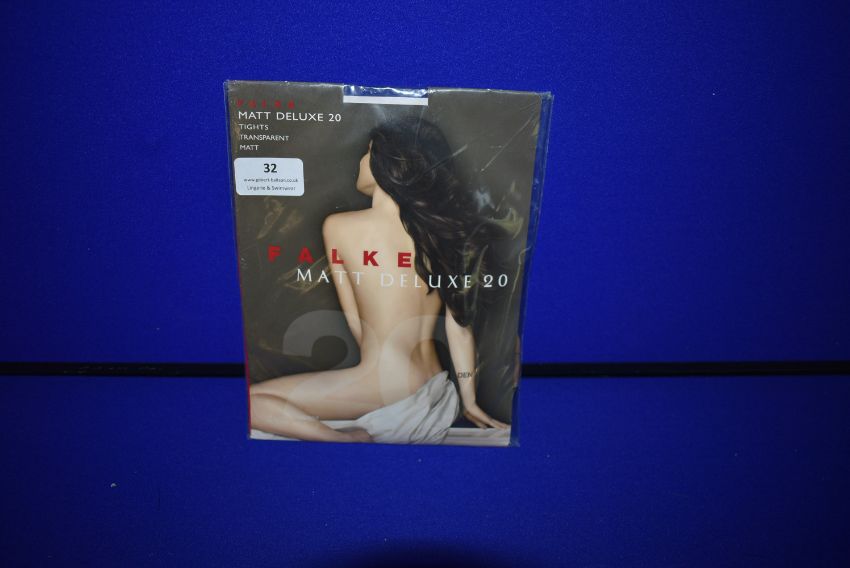 FALKE
MATT DELUXE 20
TIGHTS
TRANSPARENT
MATT
32
Lingerie & Swimwear
FALKE
MATT DELUXE 20
20
DEN